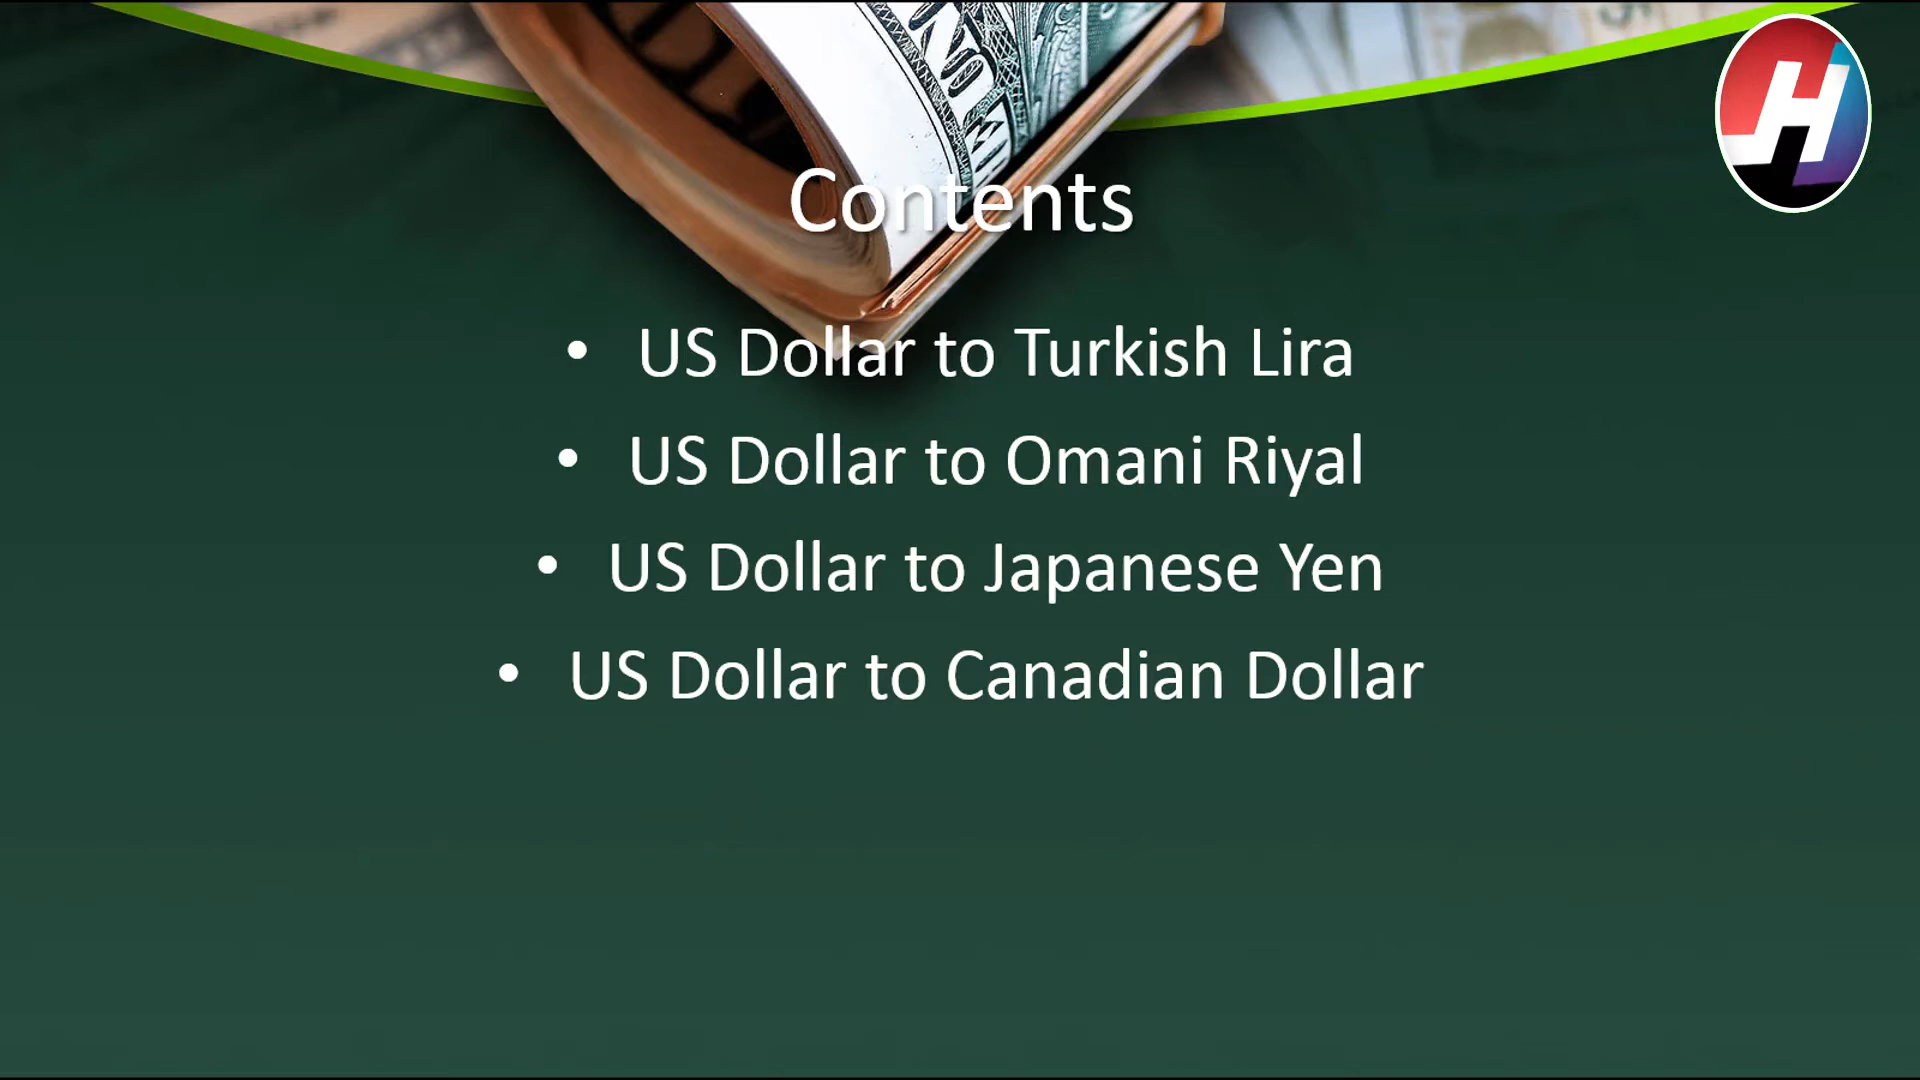 Contents
• US Dollar to Turkish Lira
• US Dollar to Omani Riyal
• US Dollar to Japanese Yen
• US Dollar to Canadian Dollar
H